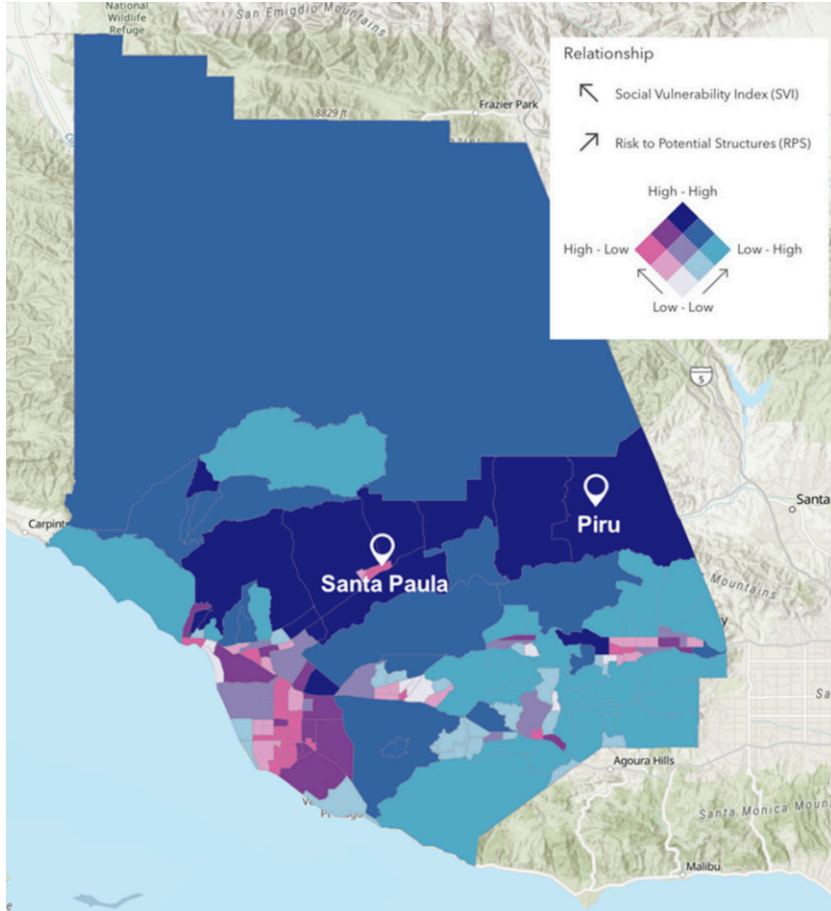 National
Wildlife
Refuge
San Emigdio Mountains
8829 ft
Frazier Park
Relationship
Social Vulnerability Index (SVI)
Risk to Potential Structures (RPS)
High - High
High - Low
Low - High
Low - Low
5
Santa
Carpint
Piru
Santa Paula
Mountains
y
Sa
Agoura Hills
Santa Monica Moun
Malibu
e